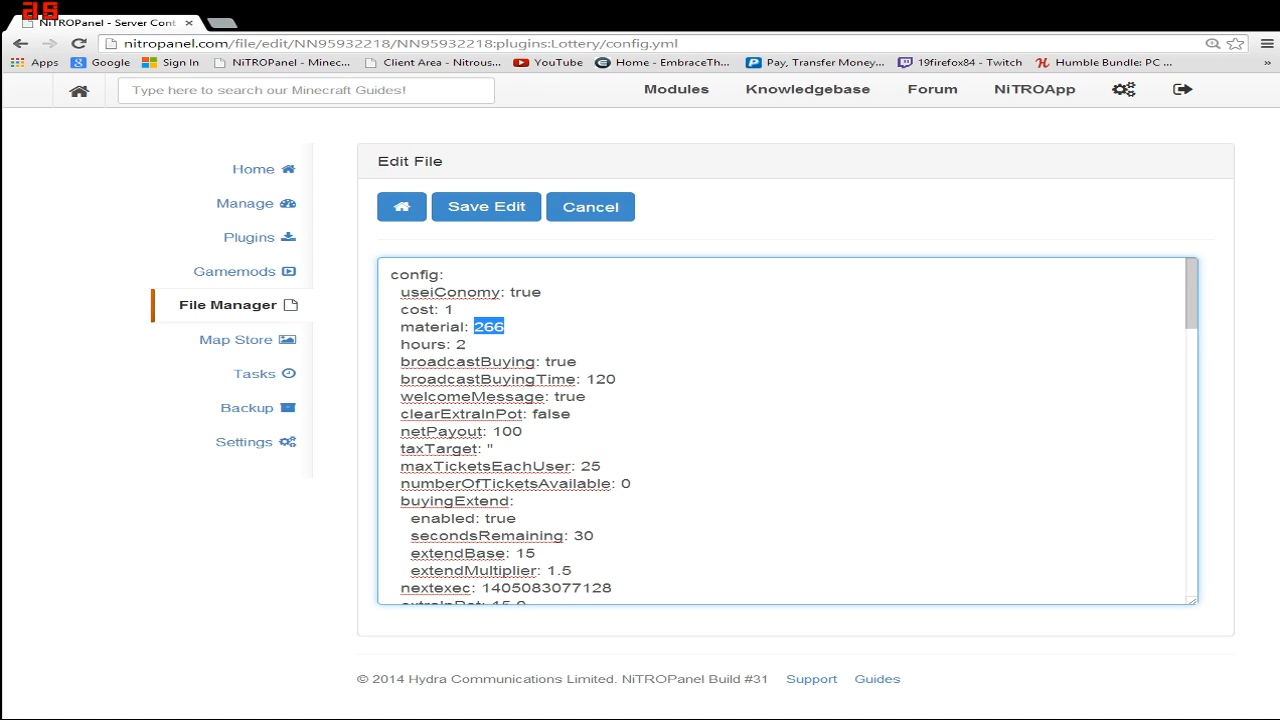 38
NiTROPanel - Server Cont ×
nitropanel.com/file/edit/NN95932218/NN95932218:plugins:Lottery/config.yml
Apps Google Sign In NiTROPanel - Minec... Client Area - Nitrous... YouTube Home - EmbraceTh... Pay, Transfer Money... 19firefox84 - Twitch Humble Bundle: PC ... »
Type here to search our Minecraft Guides! Modules Knowledgebase Forum NiTROApp
Home
Manage
Plugins
Gamemods
File Manager
Map Store
Tasks
Backup
Settings
Edit File
Save Edit Cancel
config:
useiConomy: true
cost: 1
material: 266
hours: 2
broadcastBuying: true
broadcastBuyingTime: 120
welcomeMessage: true
clearExtraInPot: false
netPayout: 100
taxTarget: ''
maxTicketsEachUser: 25
numberOfTicketsAvailable: 0
buyingExtend:
enabled: true
secondsRemaining: 30
extendBase: 15
extendMultiplier: 1.5
nextexec: 1405083077128
extraInPot: 15.0
© 2014 Hydra Communications Limited. NiTROPanel Build #31 Support Guides